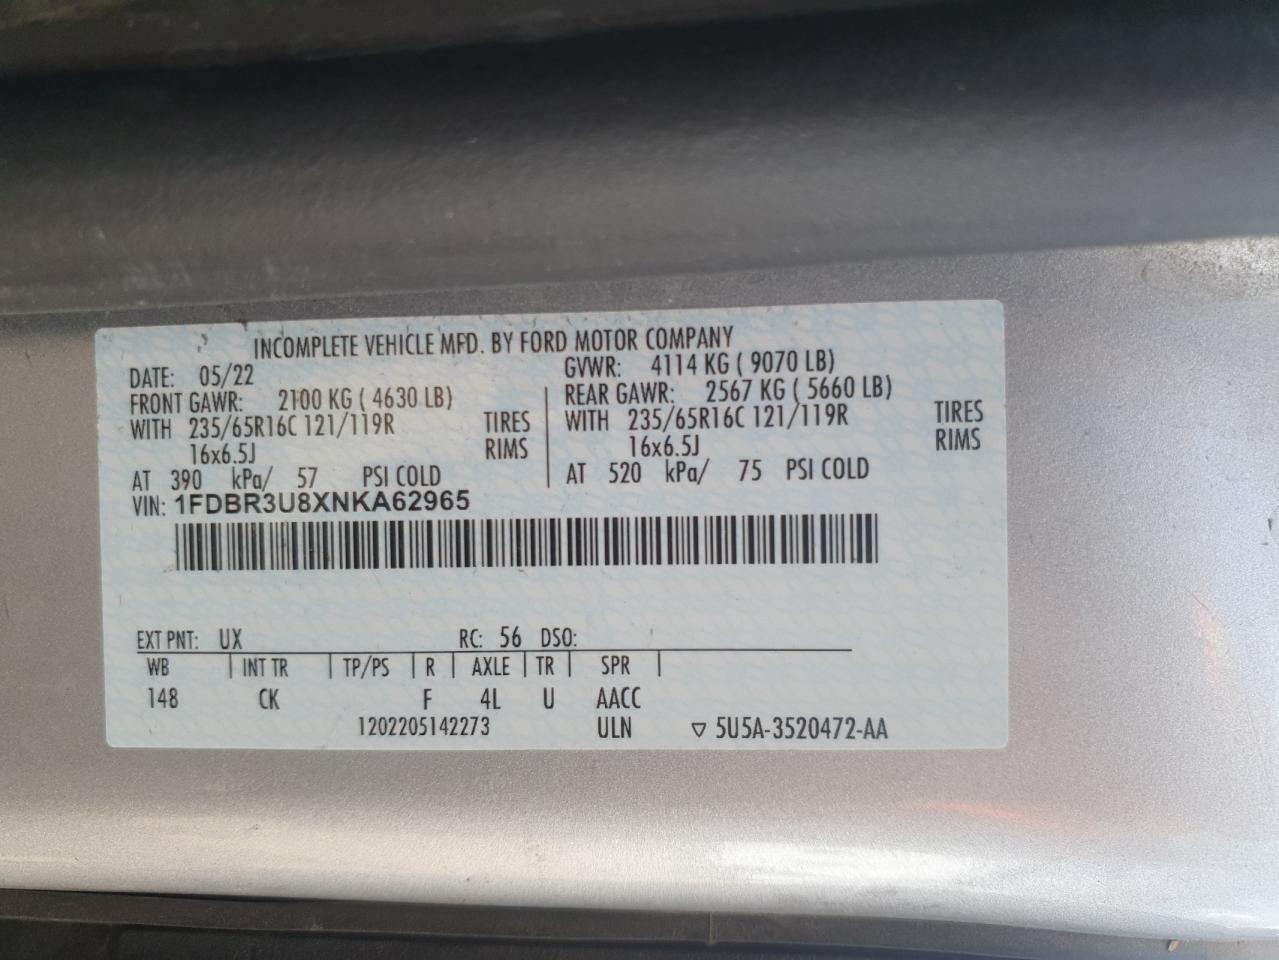 INCOMPLETE VEHICLE MFD. BY FORD MOTOR COMPANY
DATE: 05/22 GVWR: 4114 KG ( 9070 LB)
FRONT GAWR: 2100 KG ( 4630 LB) REAR GAWR: 2567 KG ( 5660 LB)
WITH 235/65R16C 121/119R TIRES WITH 235/65R16C 121/119R TIRES
16x6.5J RIMS 16x6.5J RIMS
AT 390 kPa/ 57 PSI COLD AT 520 kPa/ 75 PSI COLD
VIN: 1FDBR3U8XNKA62965
EXT PNT: UX RC: 56 DSO:
WB INT TR TP/PS R AXLE TR SPR
148 CK F 4L U AACC
1202205142273 ULN ▽ 5U5A-3520472-AA